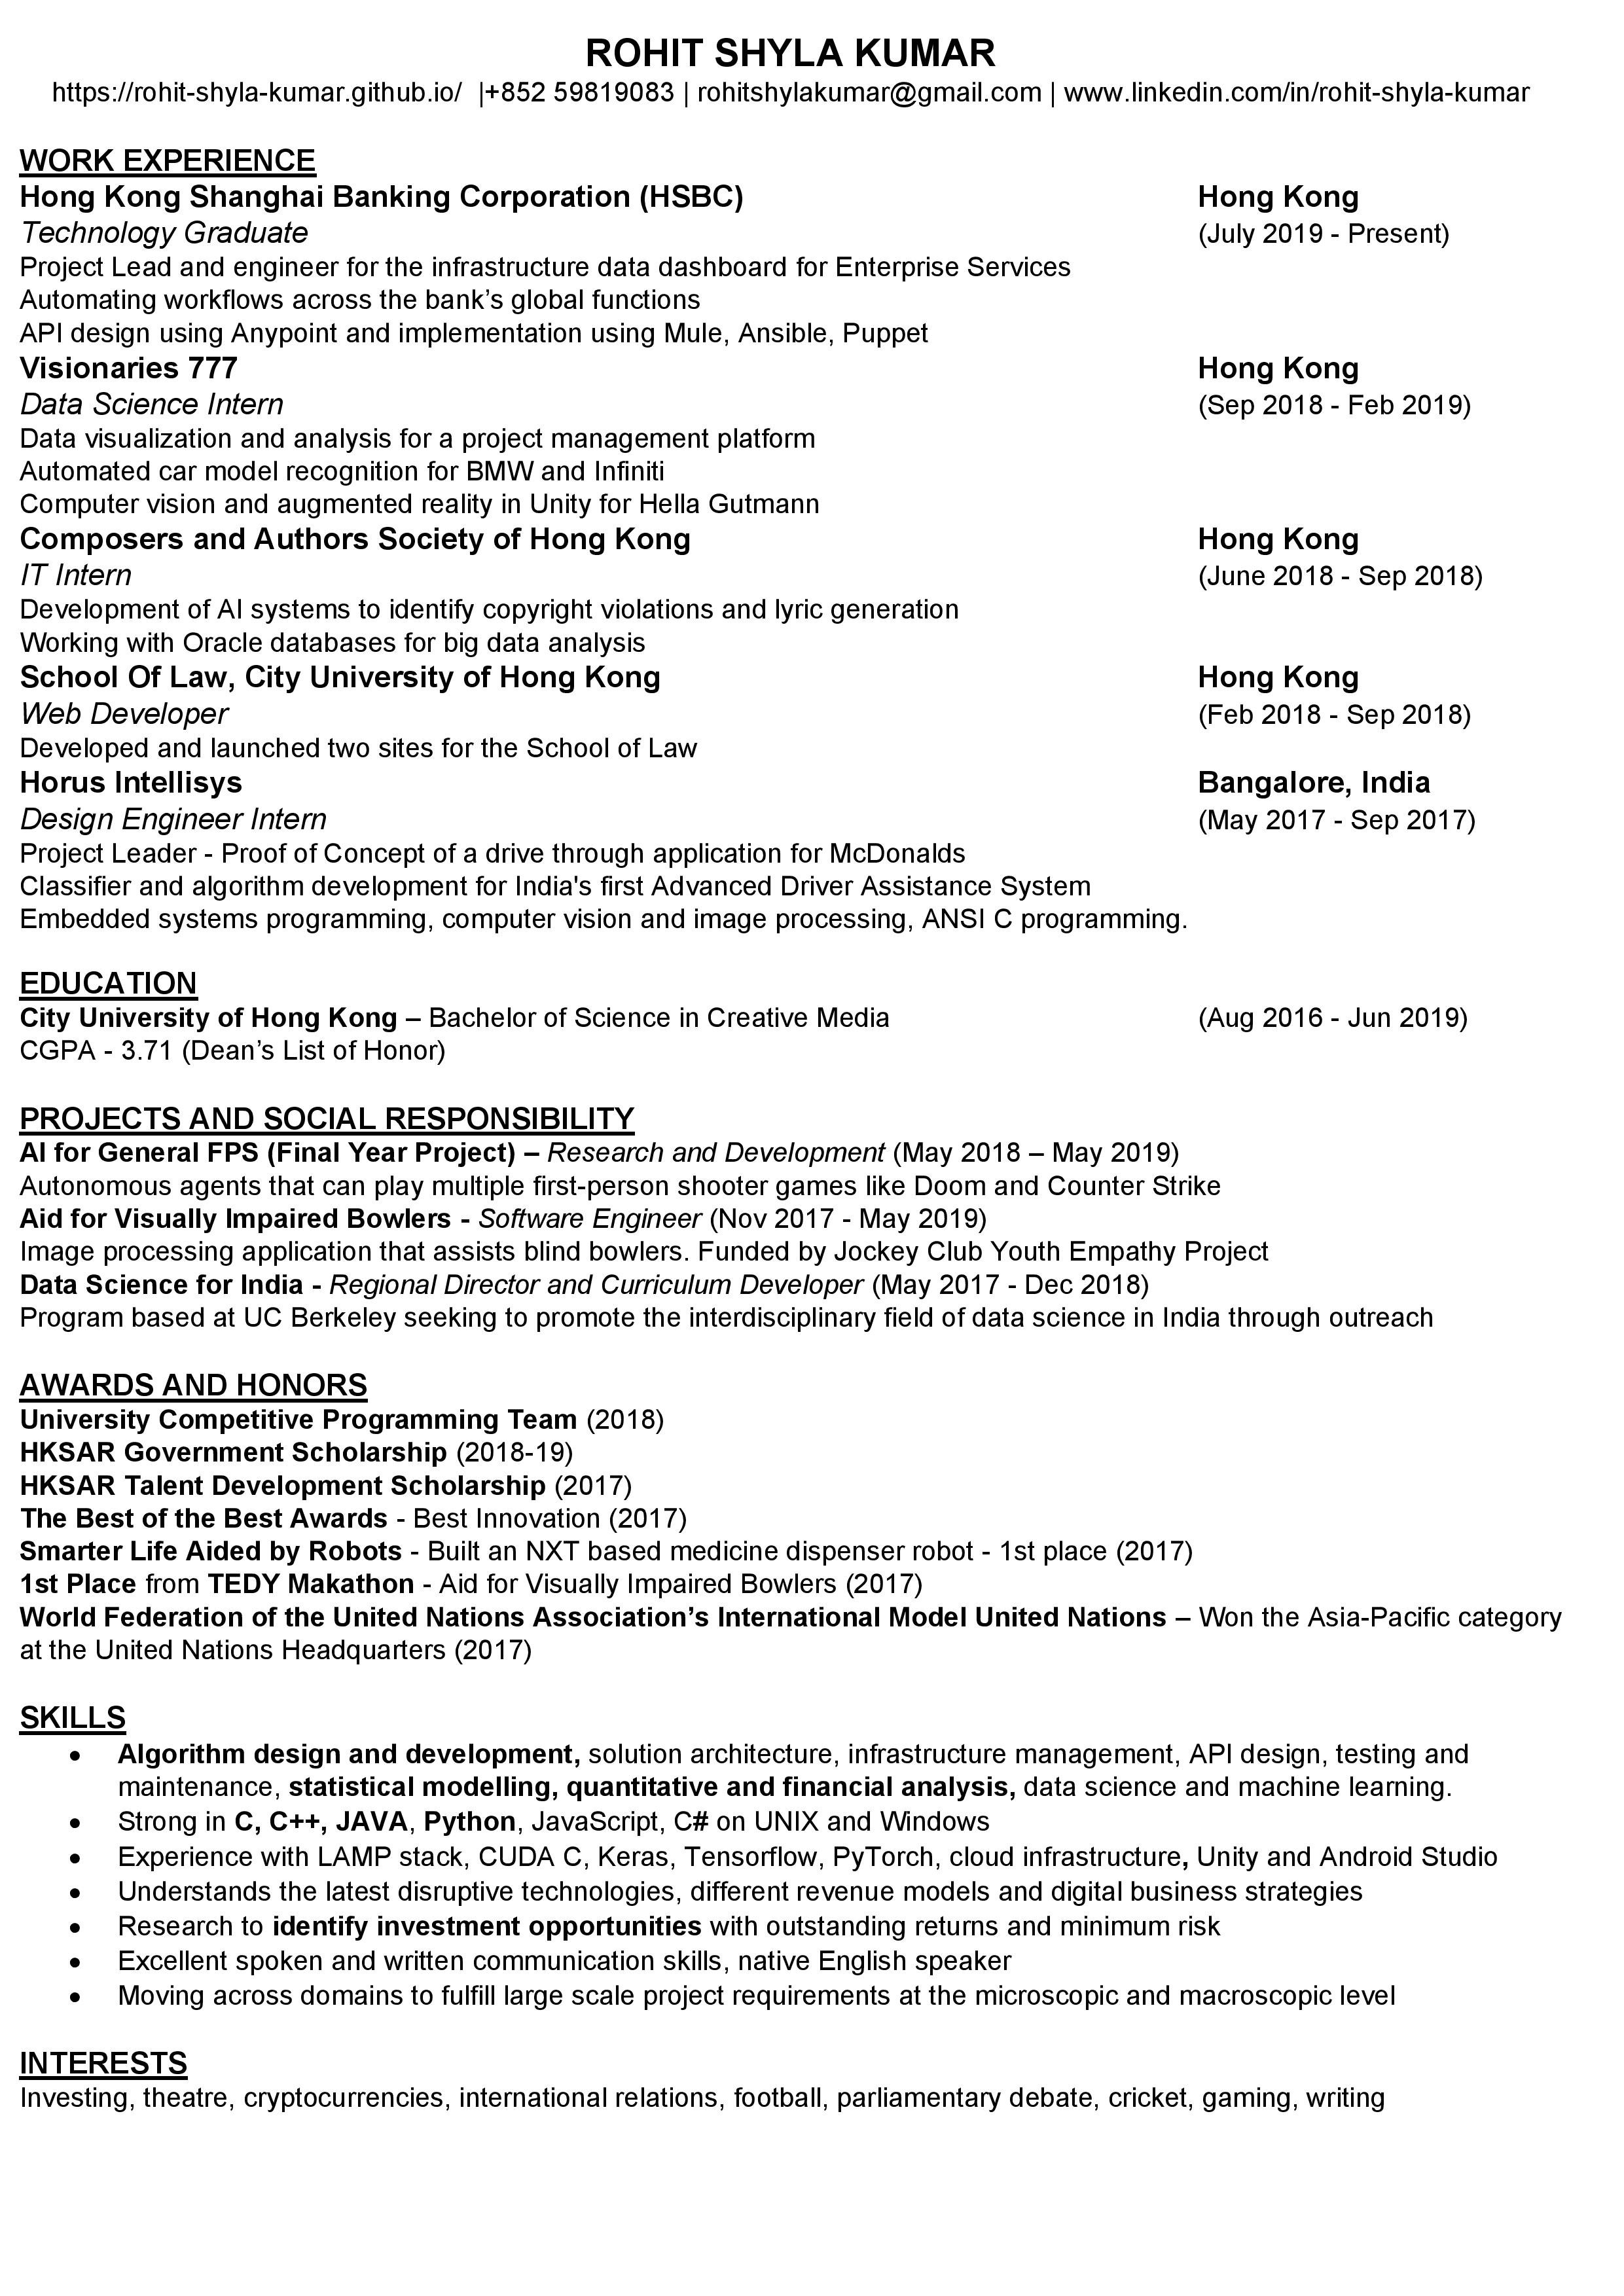 ROHIT SHYLA KUMAR
https://rohit-shyla-kumar.github.io/ |+852 59819083 | rohitshylakumar@gmail.com | www.linkedin.com/in/rohit-shyla-kumar
WORK EXPERIENCE
Hong Kong Shanghai Banking Corporation (HSBC) Hong Kong
Technology Graduate (July 2019 - Present)
Project Lead and engineer for the infrastructure data dashboard for Enterprise Services
Automating workflows across the bank’s global functions
API design using Anypoint and implementation using Mule, Ansible, Puppet
Visionaries 777 Hong Kong
Data Science Intern (Sep 2018 - Feb 2019)
Data visualization and analysis for a project management platform
Automated car model recognition for BMW and Infiniti
Computer vision and augmented reality in Unity for Hella Gutmann
Composers and Authors Society of Hong Kong Hong Kong
IT Intern (June 2018 - Sep 2018)
Development of AI systems to identify copyright violations and lyric generation
Working with Oracle databases for big data analysis
School Of Law, City University of Hong Kong Hong Kong
Web Developer (Feb 2018 - Sep 2018)
Developed and launched two sites for the School of Law
Horus Intellisys Bangalore, India
Design Engineer Intern (May 2017 - Sep 2017)
Project Leader - Proof of Concept of a drive through application for McDonalds
Classifier and algorithm development for India's first Advanced Driver Assistance System
Embedded systems programming, computer vision and image processing, ANSI C programming.
EDUCATION
City University of Hong Kong – Bachelor of Science in Creative Media (Aug 2016 - Jun 2019)
CGPA - 3.71 (Dean’s List of Honor)
PROJECTS AND SOCIAL RESPONSIBILITY
AI for General FPS (Final Year Project) – Research and Development (May 2018 – May 2019)
Autonomous agents that can play multiple first-person shooter games like Doom and Counter Strike
Aid for Visually Impaired Bowlers - Software Engineer (Nov 2017 - May 2019)
Image processing application that assists blind bowlers. Funded by Jockey Club Youth Empathy Project
Data Science for India - Regional Director and Curriculum Developer (May 2017 - Dec 2018)
Program based at UC Berkeley seeking to promote the interdisciplinary field of data science in India through outreach
AWARDS AND HONORS
University Competitive Programming Team (2018)
HKSAR Government Scholarship (2018-19)
HKSAR Talent Development Scholarship (2017)
The Best of the Best Awards - Best Innovation (2017)
Smarter Life Aided by Robots - Built an NXT based medicine dispenser robot - 1st place (2017)
1st Place from TEDY Makathon - Aid for Visually Impaired Bowlers (2017)
World Federation of the United Nations Association’s International Model United Nations – Won the Asia-Pacific category
at the United Nations Headquarters (2017)
SKILLS
• Algorithm design and development, solution architecture, infrastructure management, API design, testing and
maintenance, statistical modelling, quantitative and financial analysis, data science and machine learning.
• Strong in C, C++, JAVA, Python, JavaScript, C# on UNIX and Windows
• Experience with LAMP stack, CUDA C, Keras, Tensorflow, PyTorch, cloud infrastructure, Unity and Android Studio
• Understands the latest disruptive technologies, different revenue models and digital business strategies
• Research to identify investment opportunities with outstanding returns and minimum risk
• Excellent spoken and written communication skills, native English speaker
• Moving across domains to fulfill large scale project requirements at the microscopic and macroscopic level
INTERESTS
Investing, theatre, cryptocurrencies, international relations, football, parliamentary debate, cricket, gaming, writing